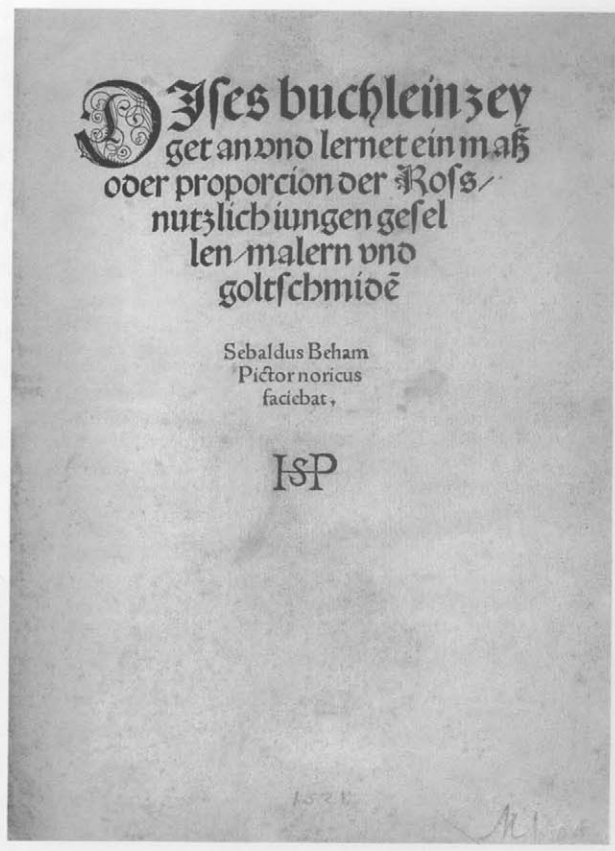 DJſes buchlein zey
get an vnd lernet ein maß
oder proporcion der Roſs/
nutzlich iungen geſel
len/malern vnd
goltſchmidẽ
Sebaldus Beham
Pictor noricus
faciebat,
HSP